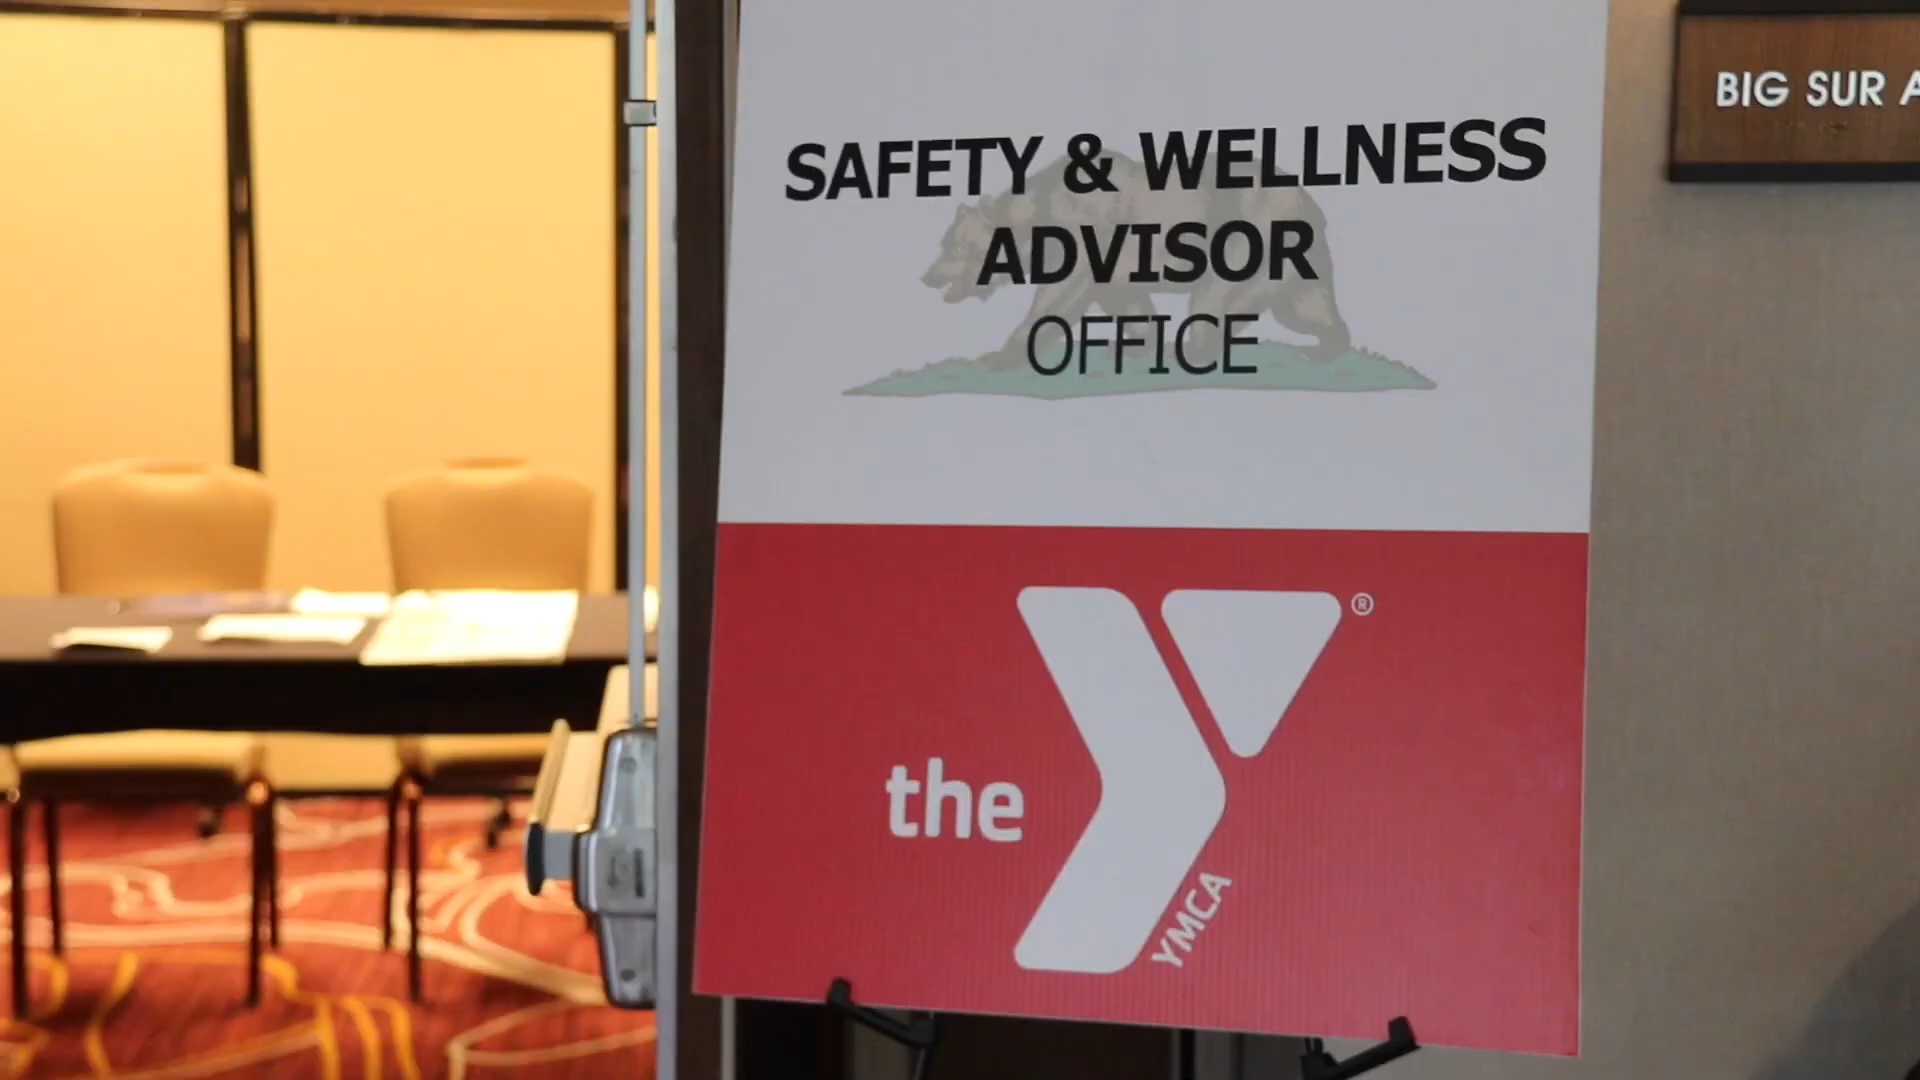 SAFETY & WELLNESS
ADVISOR
OFFICE
the
YMCA
®
BIG SUR